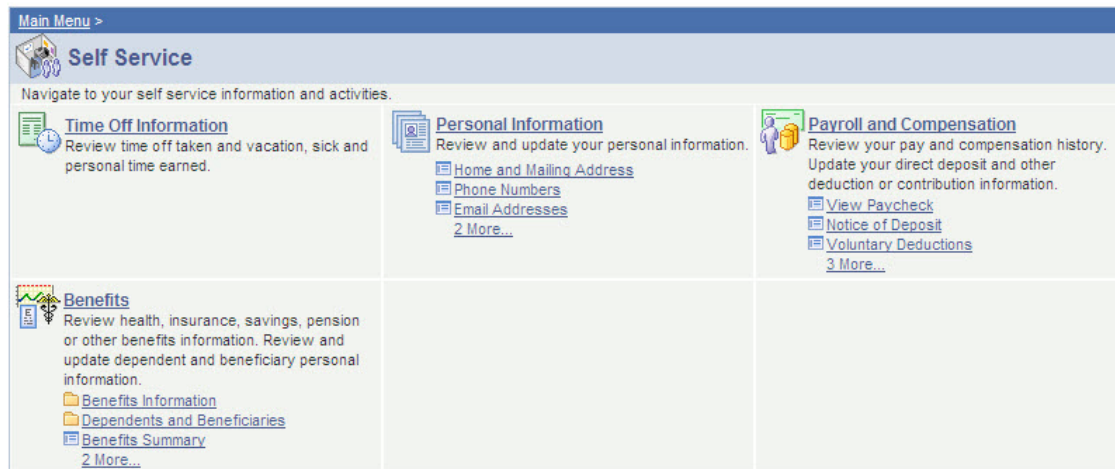 Main Menu >
Self Service
Navigate to your self service information and activities.
Time Off Information
Review time off taken and vacation, sick and
personal time earned.
Personal Information
Review and update your personal information.
Home and Mailing Address
Phone Numbers
Email Addresses
2 More...
Payroll and Compensation
Review your pay and compensation history.
Update your direct deposit and other
deduction or contribution information.
View Paycheck
Notice of Deposit
Voluntary Deductions
3 More...
Benefits
Review health, insurance, savings, pension
or other benefits information. Review and
update dependent and beneficiary personal
information.
Benefits Information
Dependents and Beneficiaries
Benefits Summary
2 More...